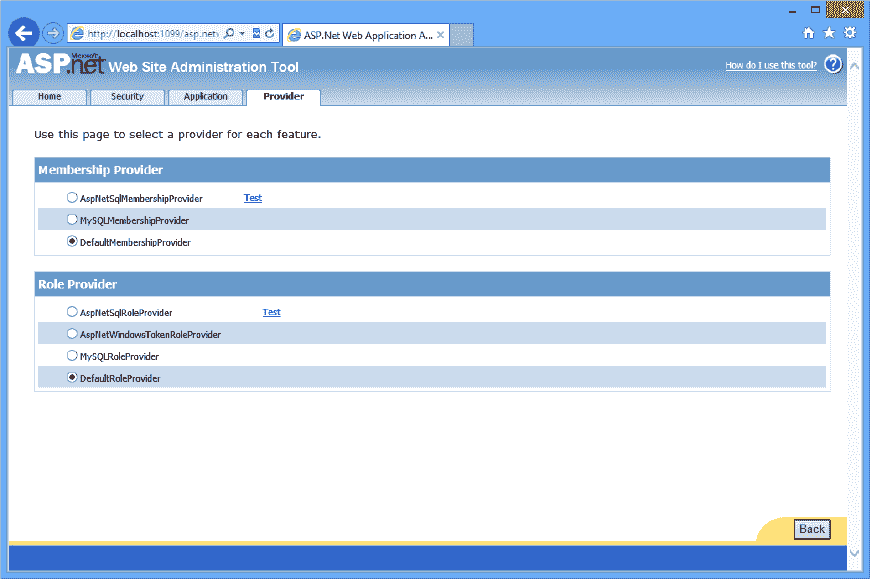 http://localhost:1099/asp.net
ASP.Net Web Application A...
Microsoft
ASP.net Web Site Administration Tool
How do I use this tool? ?
Home Security Application Provider
Use this page to select a provider for each feature.
Membership Provider
AspNetSqlMembershipProvider Test
MySQLMembershipProvider
DefaultMembershipProvider
Role Provider
AspNetSqlRoleProvider Test
AspNetWindowsTokenRoleProvider
MySQLRoleProvider
DefaultRoleProvider
Back